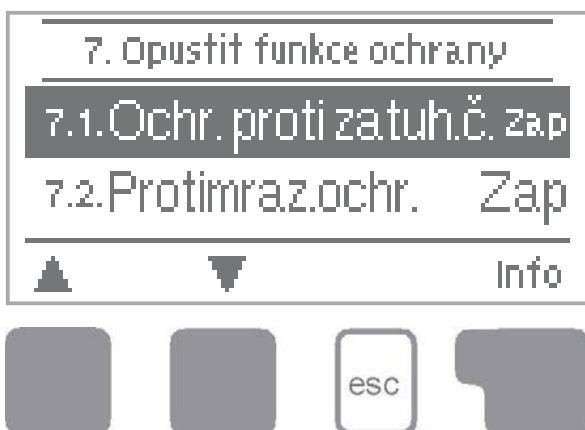 7. Opustit funkce ochrany
7.1.Ochr. proti zatuh.č. Zap
7.2.Protimraz.ochr. Zap
Info
esc